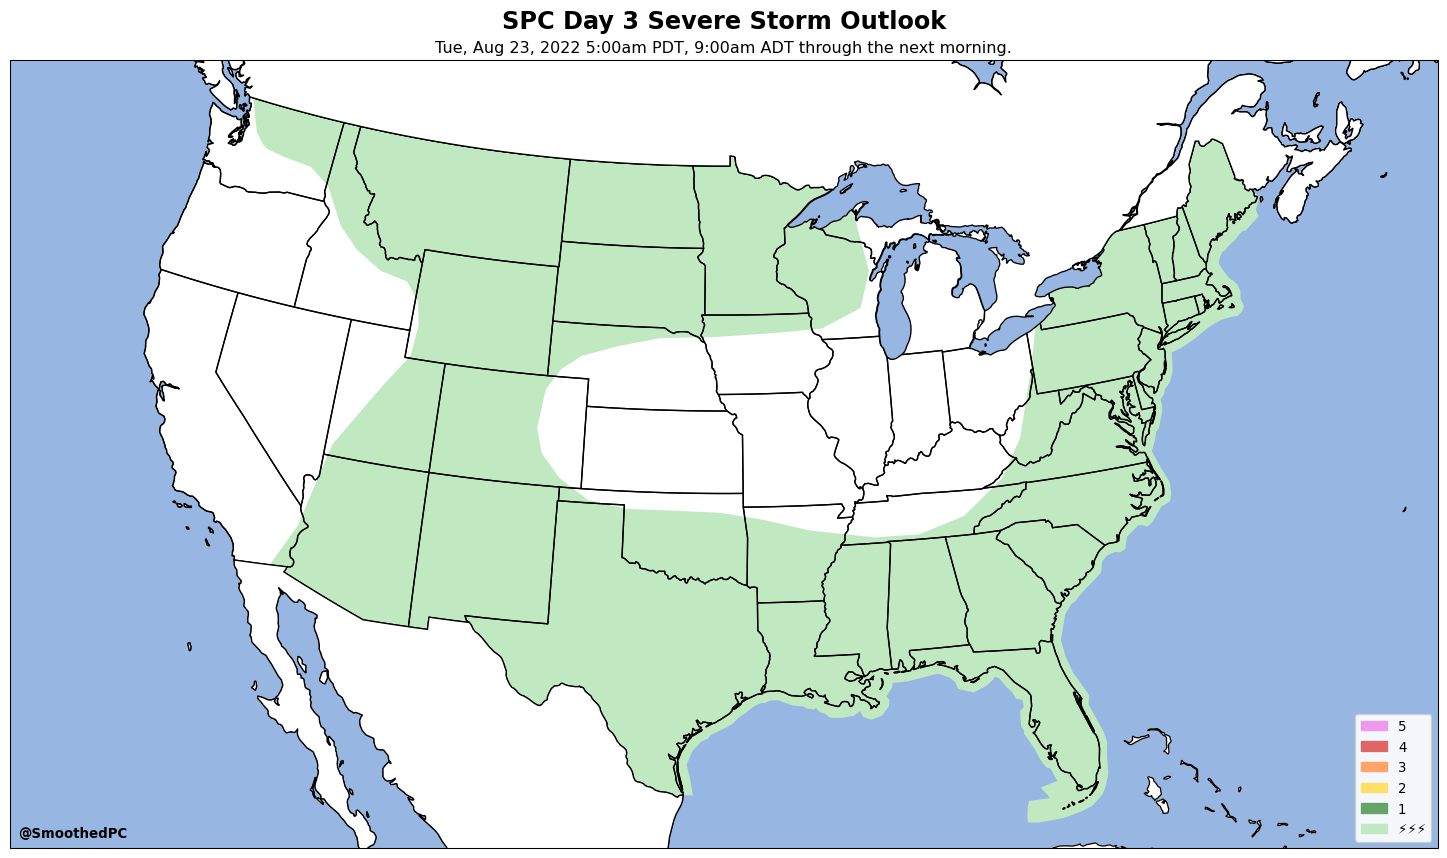 SPC Day 3 Severe Storm Outlook
Tue, Aug 23, 2022 5:00am PDT, 9:00am ADT through the next morning.
5
4
3
2
1
⚡⚡⚡
@SmoothedPC